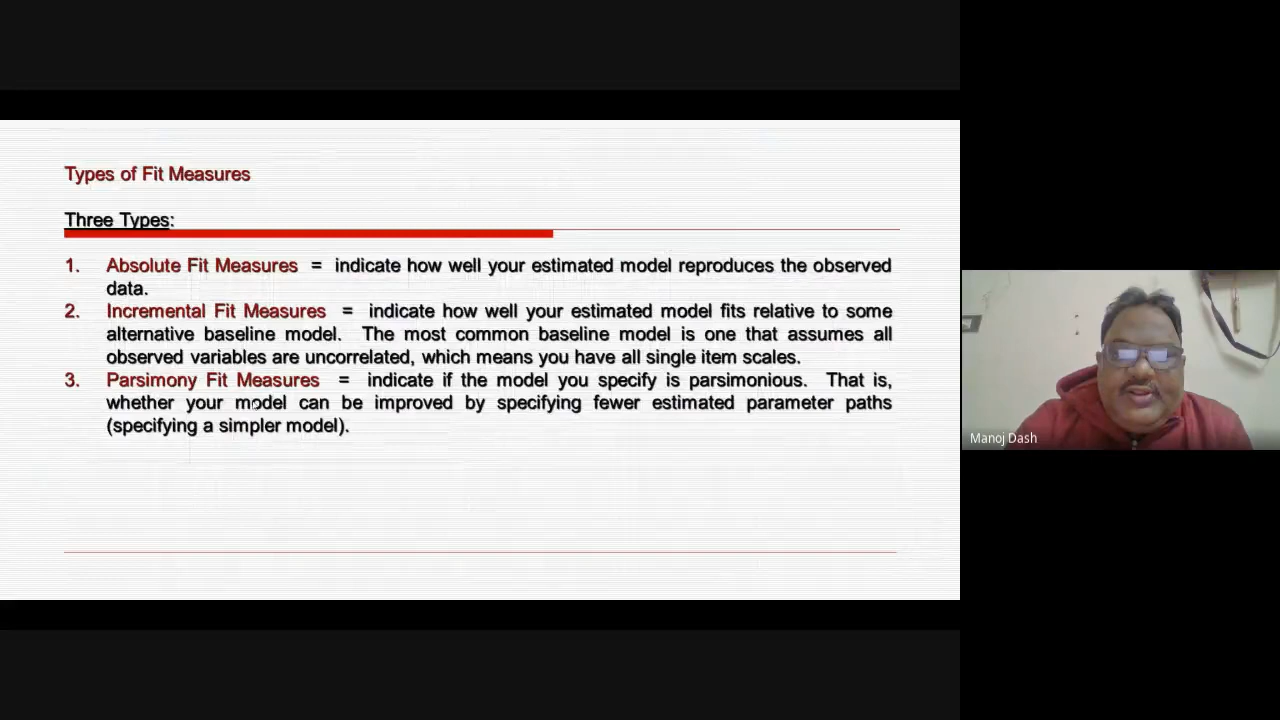 Types of Fit Measures
Three Types:
1. Absolute Fit Measures = indicate how well your estimated model reproduces the observed
data.
2. Incremental Fit Measures = indicate how well your estimated model fits relative to some
alternative baseline model. The most common baseline model is one that assumes all
observed variables are uncorrelated, which means you have all single item scales.
3. Parsimony Fit Measures = indicate if the model you specify is parsimonious. That is,
whether your model can be improved by specifying fewer estimated parameter paths
(specifying a simpler model).
Manoj Dash